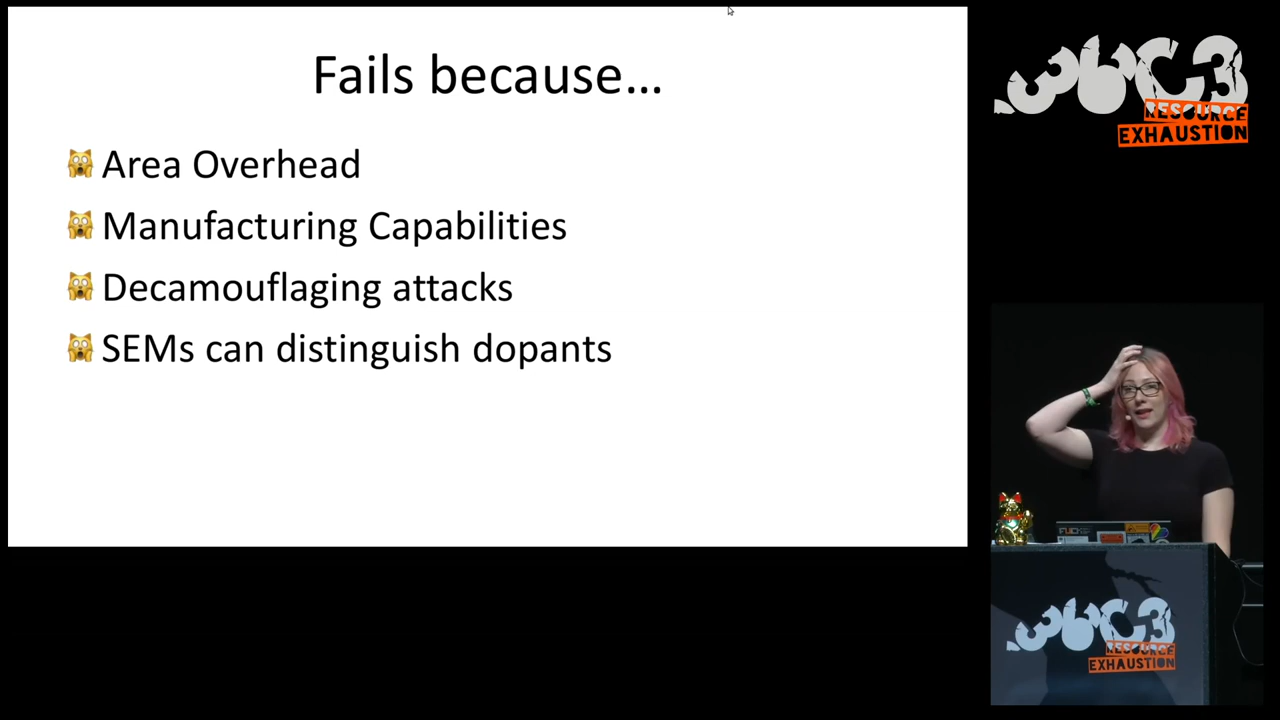 Fails because…
Area Overhead
Manufacturing Capabilities
Decamouflaging attacks
SEMs can distinguish dopants
36C3
RESOURCE
EXHAUSTION
36C3
RESOURCE
EXHAUSTION